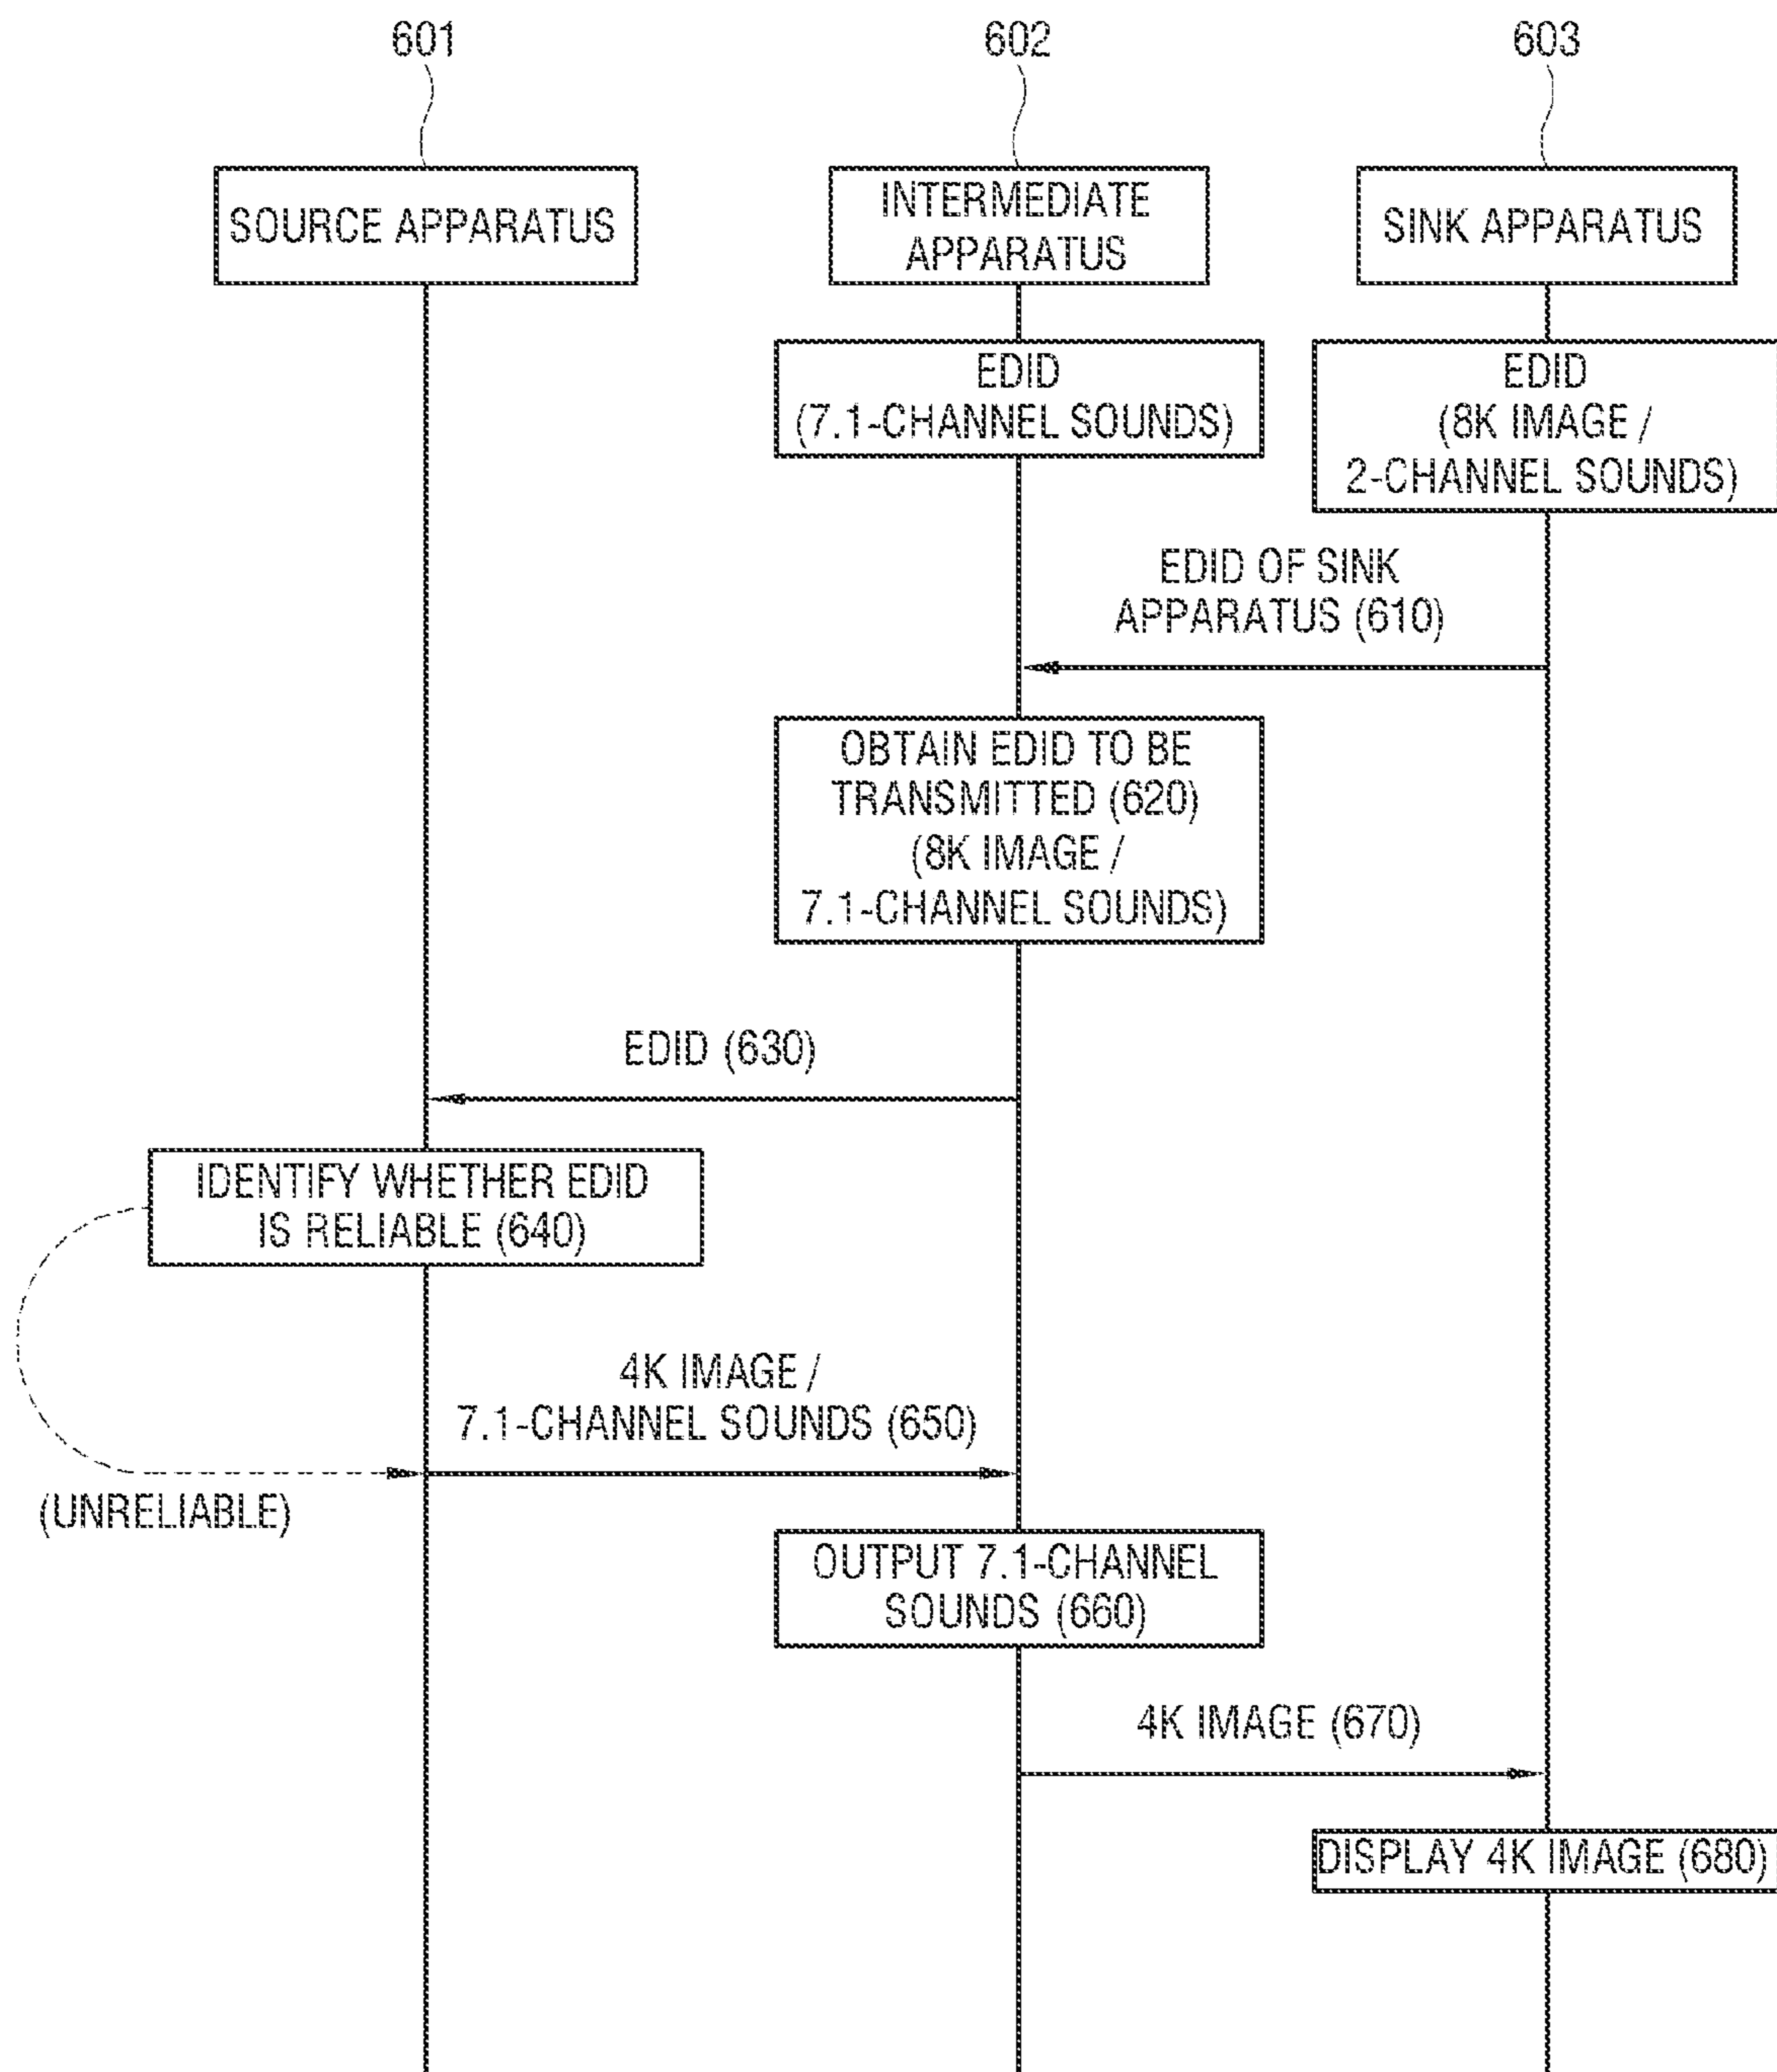 601
602
603
SOURCE APPARATUS
INTERMEDIATE
APPARATUS
SINK APPARATUS
EDID
(7.1-CHANNEL SOUNDS)
EDID
(8K IMAGE /
2-CHANNEL SOUNDS)
EDID OF SINK
APPARATUS (610)
OBTAIN EDID TO BE
TRANSMITTED (620)
(8K IMAGE /
7.1-CHANNEL SOUNDS)
EDID (630)
IDENTIFY WHETHER EDID
IS RELIABLE (640)
4K IMAGE /
7.1-CHANNEL SOUNDS (650)
(UNRELIABLE)
OUTPUT 7.1-CHANNEL
SOUNDS (660)
4K IMAGE (670)
DISPLAY 4K IMAGE (680)